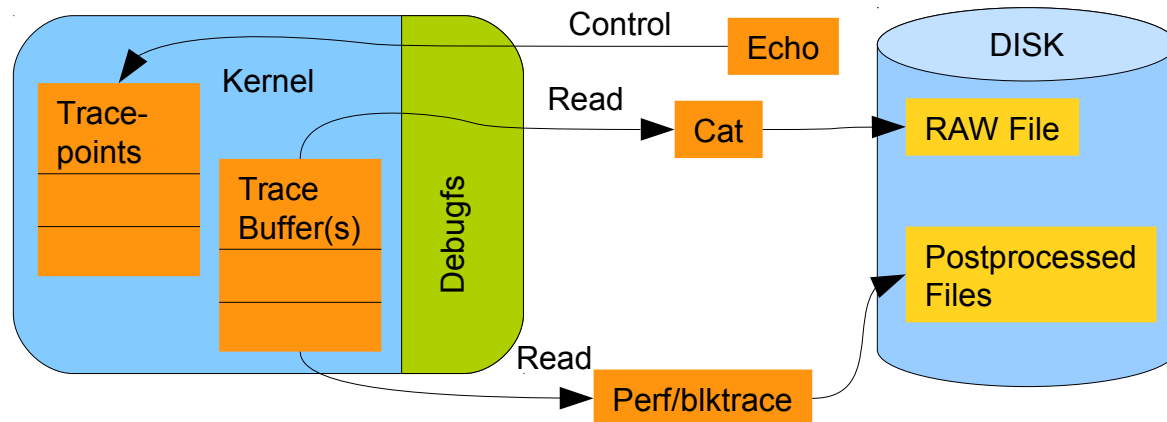 Control
Echo
DISK
Kernel
Trace-
points
Read
Cat
RAW File
Trace
Buffer(s)
Debugfs
Postprocessed
Files
Read
Perf/blktrace